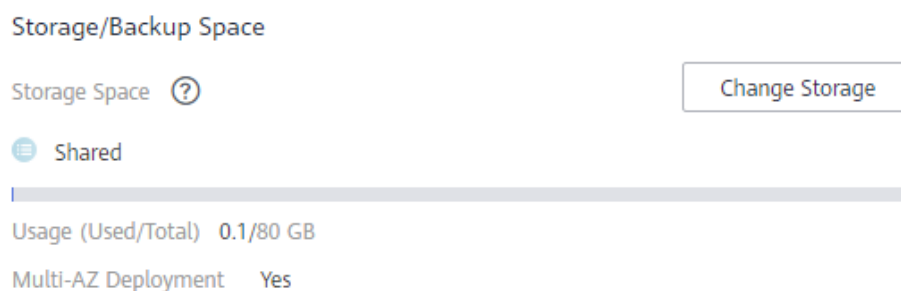 Storage/Backup Space
Storage Space ?
Change Storage
Shared
Usage (Used/Total) 0.1/80 GB
Multi-AZ Deployment Yes